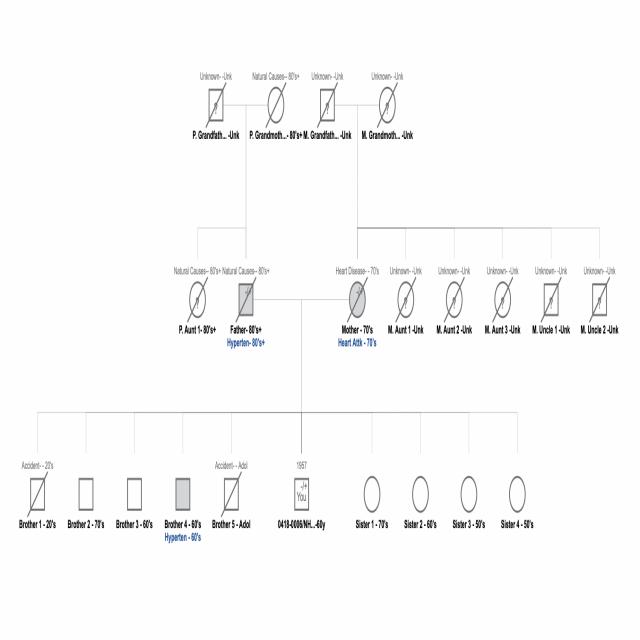 Unknown- -Unk Natural Causes-- 80's+ Unknown- -Unk Unknown- -Unk
? ? ? ?
P. Grandfath... -Unk P. Grandmoth...- 80's+ M. Grandfath... -Unk M. Grandmoth... -Unk
Natural Causes-- 80's+ Natural Causes-- 80's+ Heart Disease- - 70's Unknown- -Unk Unknown- -Unk Unknown- -Unk Unknown- -Unk Unknown- -Unk
? -/+ -/+ ? ? ? ? ?
P. Aunt 1- 80's+ Father- 80's+ Mother - 70's M. Aunt 1 -Unk M. Aunt 2 -Unk M. Aunt 3 -Unk M. Uncle 1 -Unk M. Uncle 2 -Unk
Hyperten- 80's+ Heart Attk - 70's
Accident- - 20's Accident- - Adol 1957
-/+
You
Brother 1 - 20's Brother 2 - 70's Brother 3 - 60's Brother 4 - 60's Brother 5 - Adol 0418-0006/NH...-60y Sister 1 - 70's Sister 2 - 60's Sister 3 - 50's Sister 4 - 50's
Hyperten - 60's